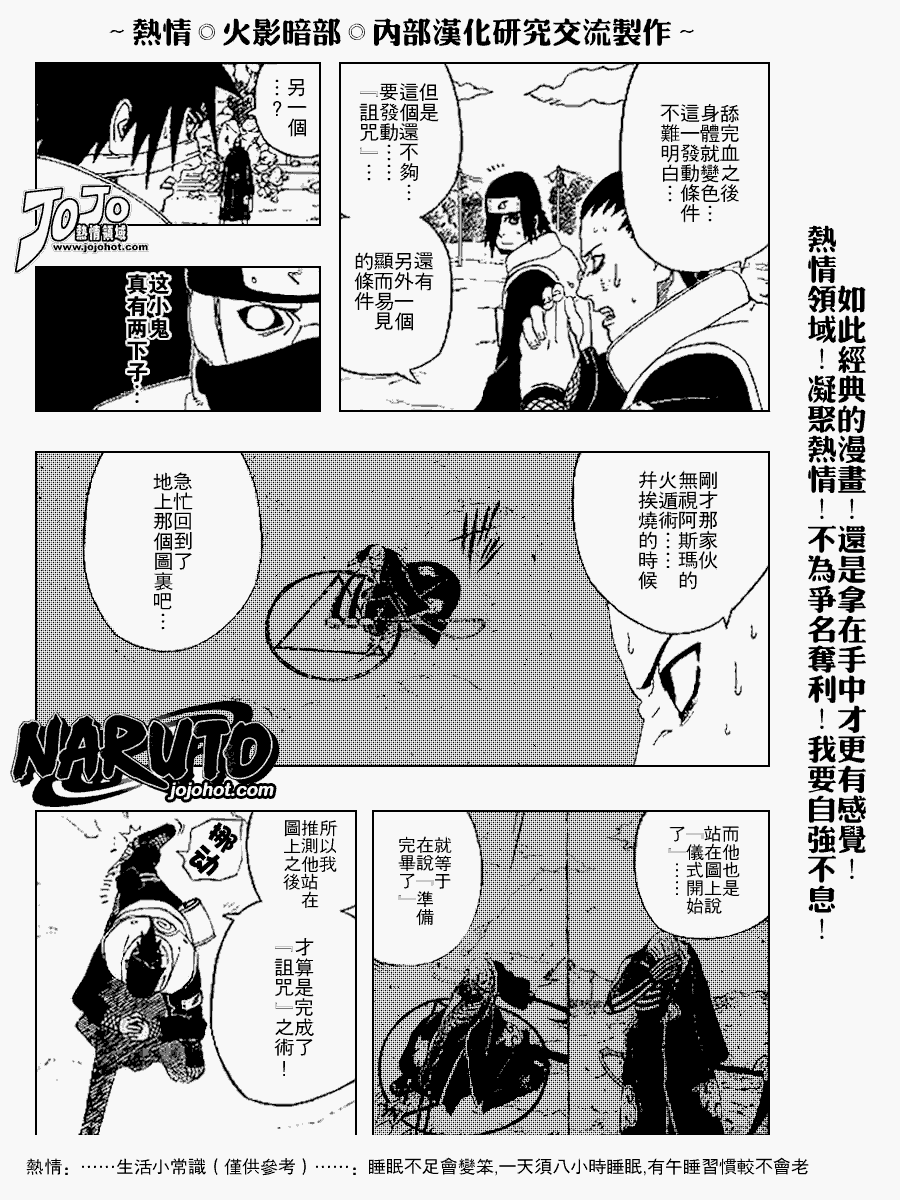 ~熱情◎火影暗部◎內部漢化研究交流製作~
舔完血之後
身體就變色…
這一發動條件
不難明白…
但是
這個還不夠…
要發動……
『詛咒』…
還有
另外一個
顯而易見
的條件
另一個
…?
JOJO
熱情領域
www.jojohot.com
这小鬼
真有两下子…
剛才那家伙
無視阿斯瑪的
火遁術……
幷挨燒的時候
急忙回到了
地上那個圖裏吧…
NARUTO
jojohot.com
而他也是
站在圖上說
『儀式開始
了』……
就等于
在說『準備
完畢了』
所以我
推測他站在
圖上之後
才算是完成了
『詛咒』之術!
挪动
如此經典的漫畫!還是拿在手中才更有感覺!
熱情領域!凝聚熱情!不為爭名奪利!我要自強不息!
熱情: ……生活小常識(僅供參考)……: 睡眠不足會變笨,一天須八小時睡眠,有午睡習慣較不會老